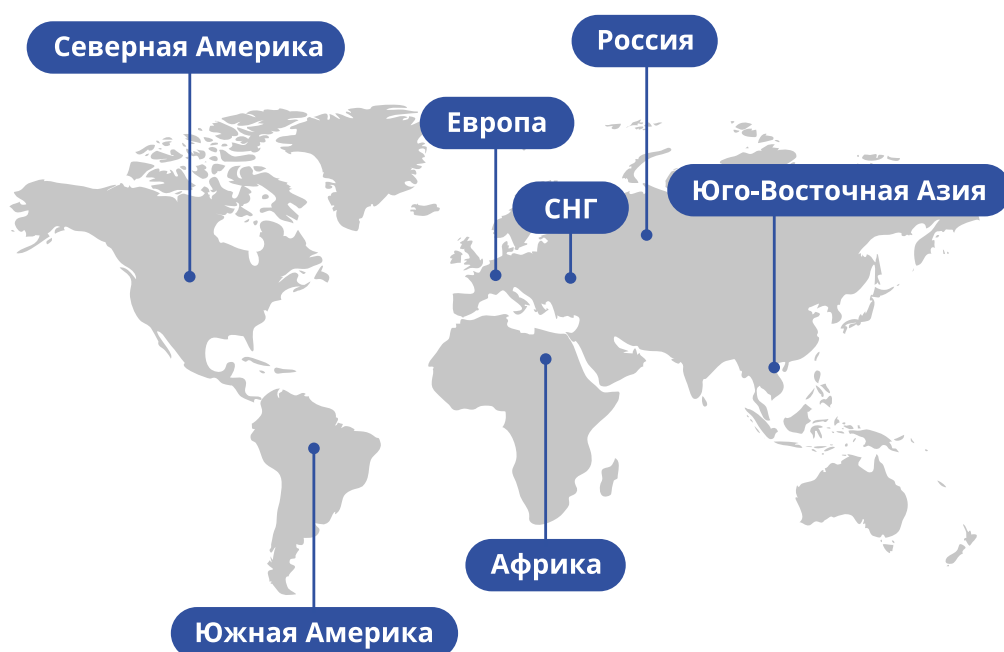 Северная Америка
Россия
Европа
Юго-Восточная Азия
СНГ
Африка
Южная Америка